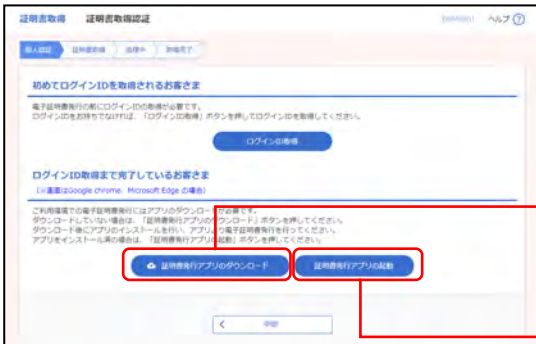 証明書取得 証明書取得認証
ヘルプ
証明書取得
処理中
取得完了
初めてログインIDを取得されるお客さま
電子証明書発行の前にログインIDの取得が必要です。
ログインIDをお持ちでなければ、「ログインID取得」ボタンを押してログインIDを取得してください。
ログインID取得
ログインID取得まで完了しているお客さま
(※画面はGoogle chrome、Microsoft Edge の場合)
ご利用環境での電子証明書発行にはアプリのダウンロードが必要です。
ダウンロードしていない場合は、「証明書発行アプリのダウンロード」ボタンを押してください。
ダウンロード後にアプリのインストールを行い、アプリより電子証明書発行を行ってください。
アプリをインストール済の場合は、「証明書発行アプリの起動」ボタンを押してください。
証明書発行アプリのダウンロード 証明書発行アプリの起動
中断